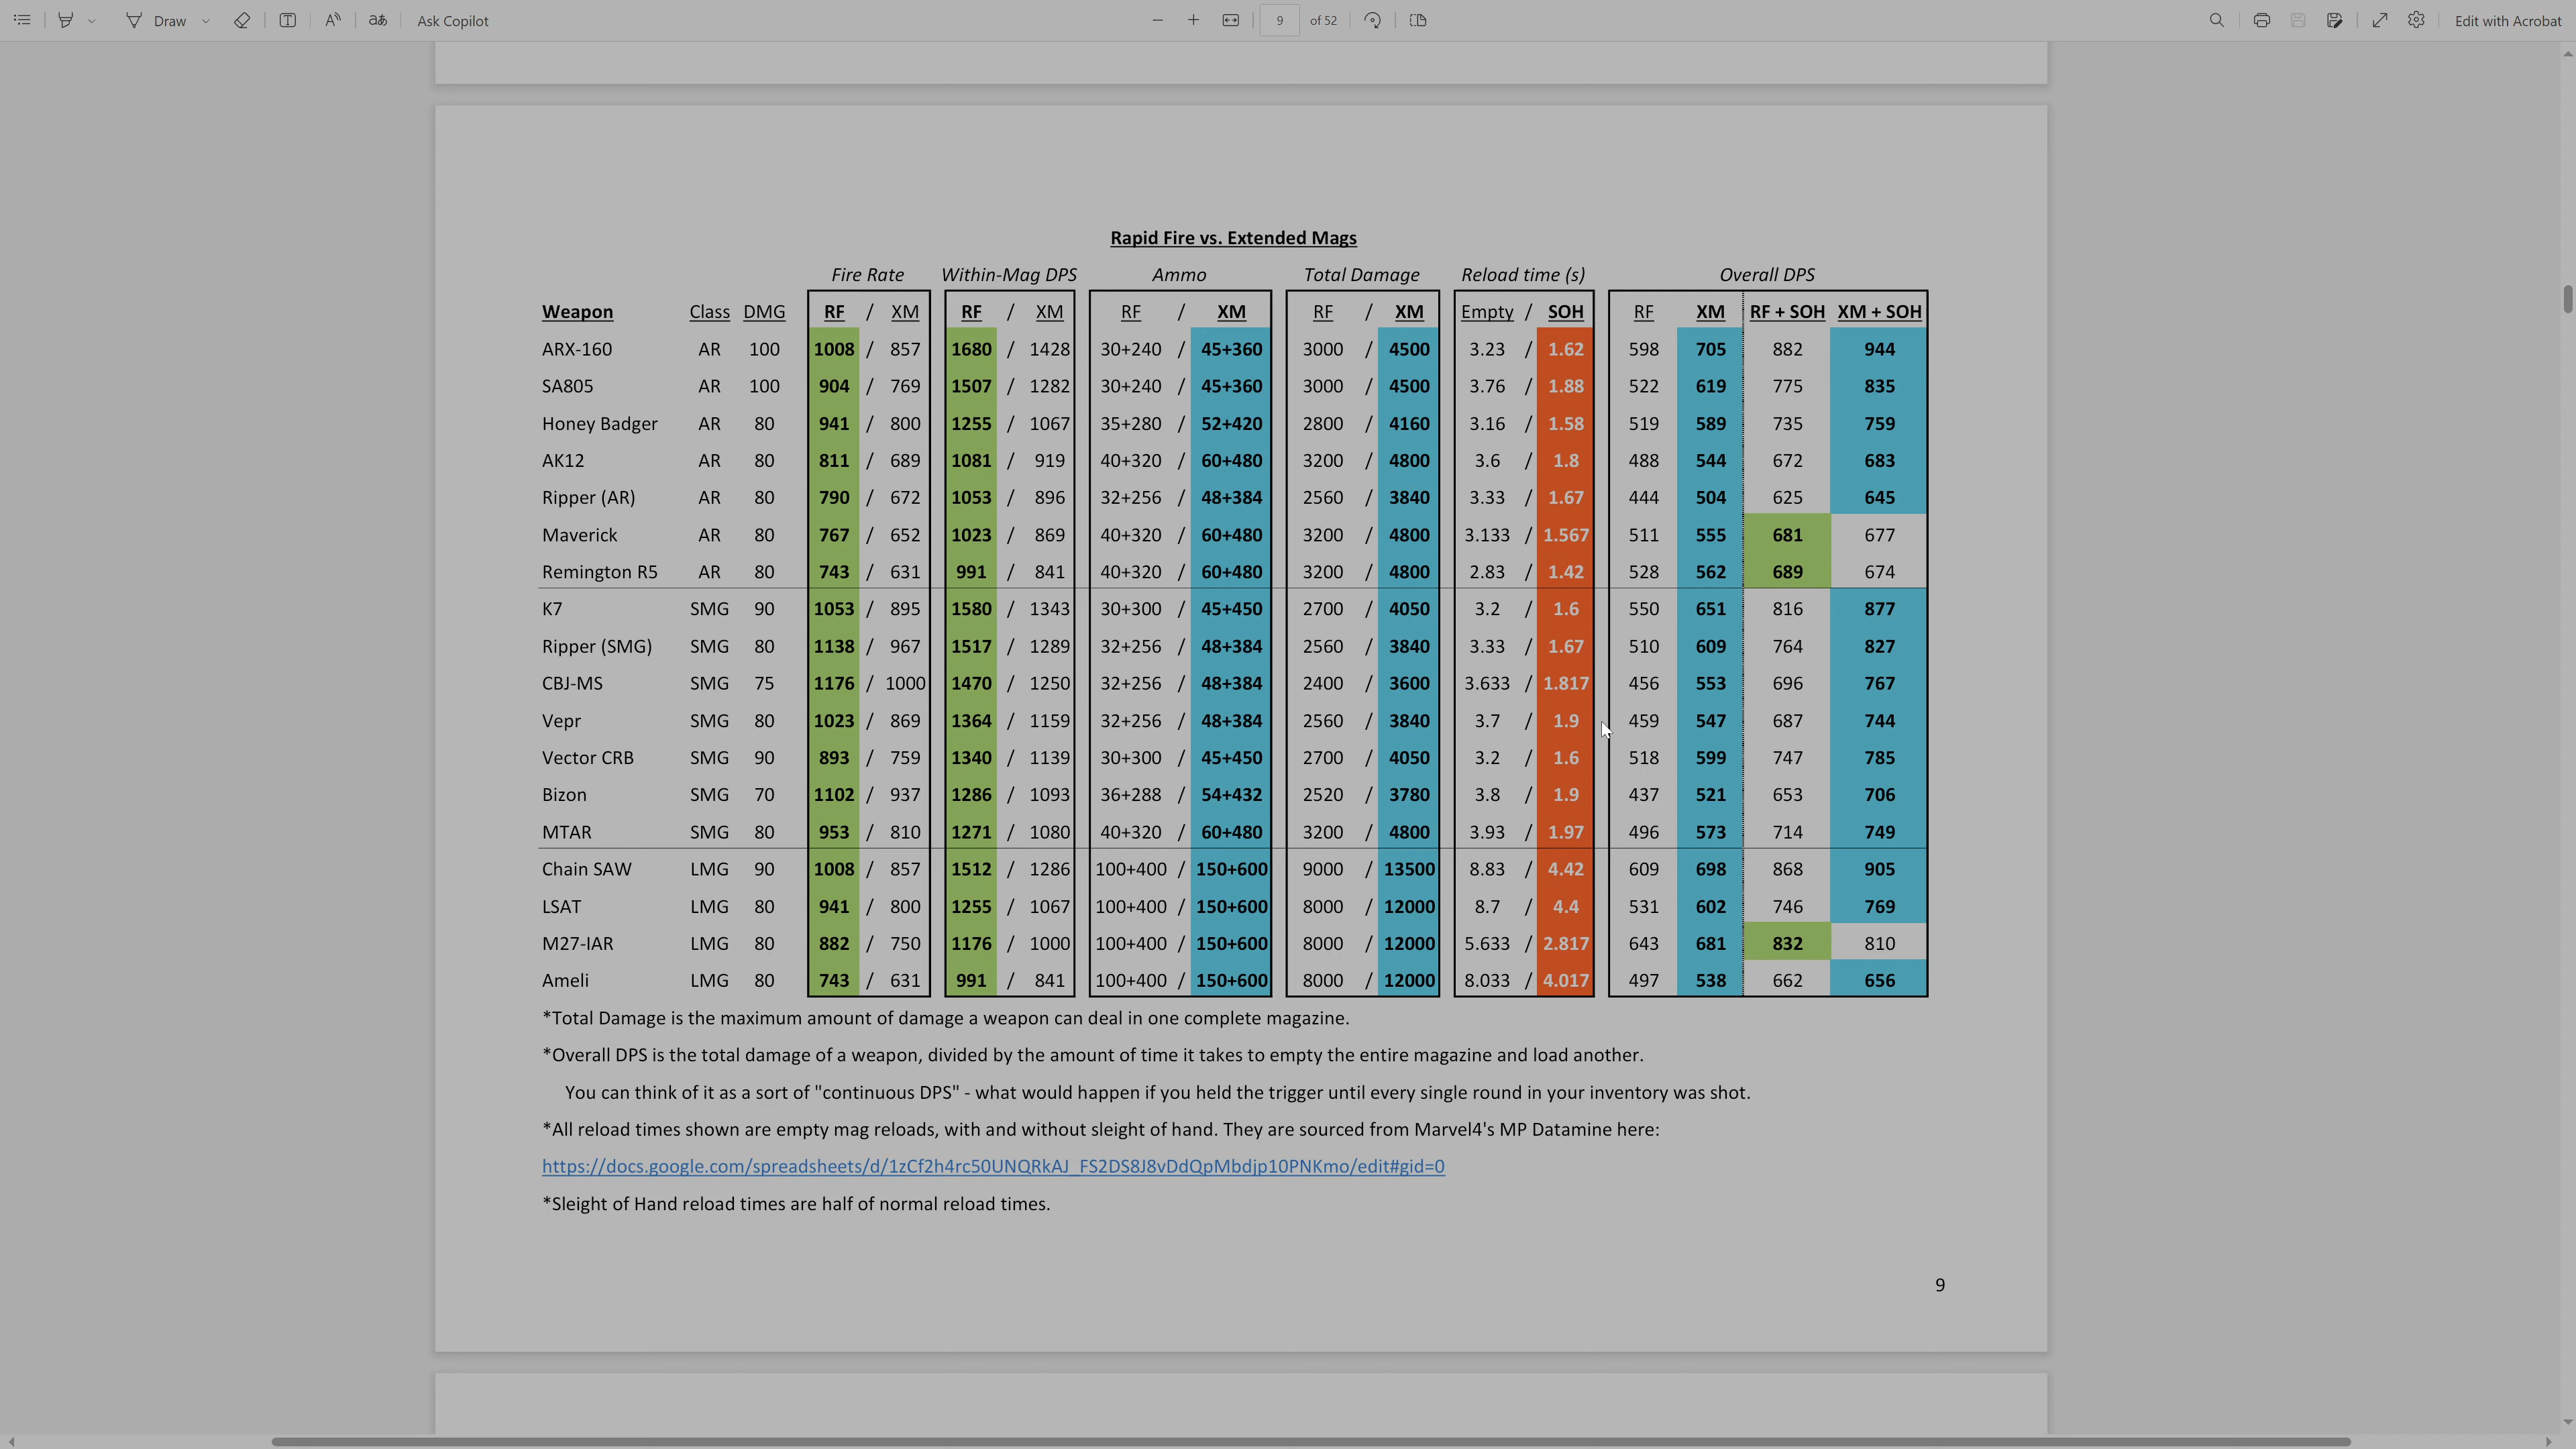 Draw Ask Copilot 9 of 52 Edit with Acrobat
Rapid Fire vs. Extended Mags
Fire Rate Within-Mag DPS Ammo Total Damage Reload time (s) Overall DPS
Weapon Class DMG RF / XM RF / XM RF / XM RF / XM Empty / SOH RF XM RF + SOH XM + SOH
ARX-160 AR 100 1008 / 857 1680 / 1428 30+240 / 45+360 3000 / 4500 3.23 / 1.62 598 705 882 944
SA805 AR 100 904 / 769 1507 / 1282 30+240 / 45+360 3000 / 4500 3.76 / 1.88 522 619 775 835
Honey Badger AR 80 941 / 800 1255 / 1067 35+280 / 52+420 2800 / 4160 3.16 / 1.58 519 589 735 759
AK12 AR 80 811 / 689 1081 / 919 40+320 / 60+480 3200 / 4800 3.6 / 1.8 488 544 672 683
Ripper (AR) AR 80 790 / 672 1053 / 896 32+256 / 48+384 2560 / 3840 3.33 / 1.67 444 504 625 645
Maverick AR 80 767 / 652 1023 / 869 40+320 / 60+480 3200 / 4800 3.133 / 1.567 511 555 681 677
Remington R5 AR 80 743 / 631 991 / 841 40+320 / 60+480 3200 / 4800 2.83 / 1.42 528 562 689 674
K7 SMG 90 1053 / 895 1580 / 1343 30+300 / 45+450 2700 / 4050 3.2 / 1.6 550 651 816 877
Ripper (SMG) SMG 80 1138 / 967 1517 / 1289 32+256 / 48+384 2560 / 3840 3.33 / 1.67 510 609 764 827
CBJ-MS SMG 75 1176 / 1000 1470 / 1250 32+256 / 48+384 2400 / 3600 3.633 / 1.817 456 553 696 767
Vepr SMG 80 1023 / 869 1364 / 1159 32+256 / 48+384 2560 / 3840 3.7 / 1.9 459 547 687 744
Vector CRB SMG 90 893 / 759 1340 / 1139 30+300 / 45+450 2700 / 4050 3.2 / 1.6 518 599 747 785
Bizon SMG 70 1102 / 937 1286 / 1093 36+288 / 54+432 2520 / 3780 3.8 / 1.9 437 521 653 706
MTAR SMG 80 953 / 810 1271 / 1080 40+320 / 60+480 3200 / 4800 3.93 / 1.97 496 573 714 749
Chain SAW LMG 90 1008 / 857 1512 / 1286 100+400 / 150+600 9000 / 13500 8.83 / 4.42 609 698 868 905
LSAT LMG 80 941 / 800 1255 / 1067 100+400 / 150+600 8000 / 12000 8.7 / 4.4 531 602 746 769
M27-IAR LMG 80 882 / 750 1176 / 1000 100+400 / 150+600 8000 / 12000 5.633 / 2.817 643 681 832 810
Ameli LMG 80 743 / 631 991 / 841 100+400 / 150+600 8000 / 12000 8.033 / 4.017 497 538 662 656
*Total Damage is the maximum amount of damage a weapon can deal in one complete magazine.
*Overall DPS is the total damage of a weapon, divided by the amount of time it takes to empty the entire magazine and load another.
You can think of it as a sort of "continuous DPS" - what would happen if you held the trigger until every single round in your inventory was shot.
*All reload times shown are empty mag reloads, with and without sleight of hand. They are sourced from Marvel4's MP Datamine here:
https://docs.google.com/spreadsheets/d/1zCf2h4rc50UNQRkAJ_FS2DS8J8vDdQpMbdjp10PNKmo/edit#gid=0
*Sleight of Hand reload times are half of normal reload times.
9